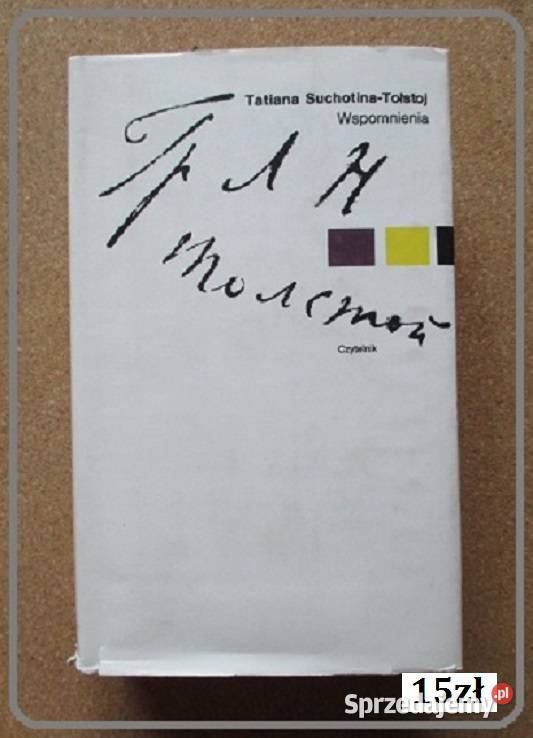 Tatiana Suchotina-Tołstoj
Wspomnienia
Гр Л Н
Толстой
Czytelnik
15zł
Sprzedajemy.pl